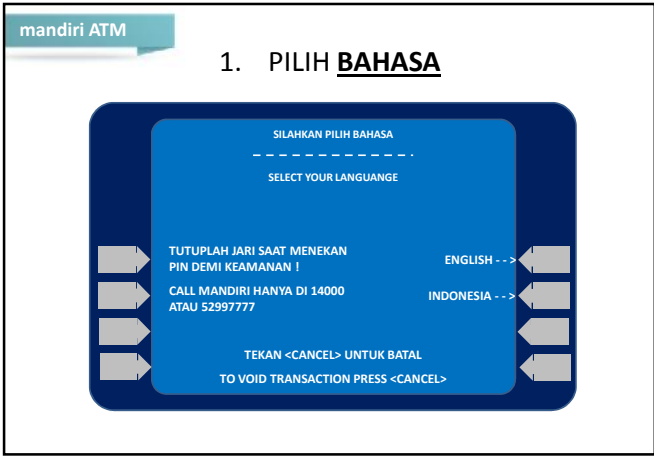 mandiri ATM
1. PILIH BAHASA
SILAHKAN PILIH BAHASA
SELECT YOUR LANGUANGE
TUTUPLAH JARI SAAT MENEKAN
PIN DEMI KEAMANAN !
ENGLISH - - >
CALL MANDIRI HANYA DI 14000
ATAU 52997777
INDONESIA - - >
TEKAN <CANCEL> UNTUK BATAL
TO VOID TRANSACTION PRESS <CANCEL>